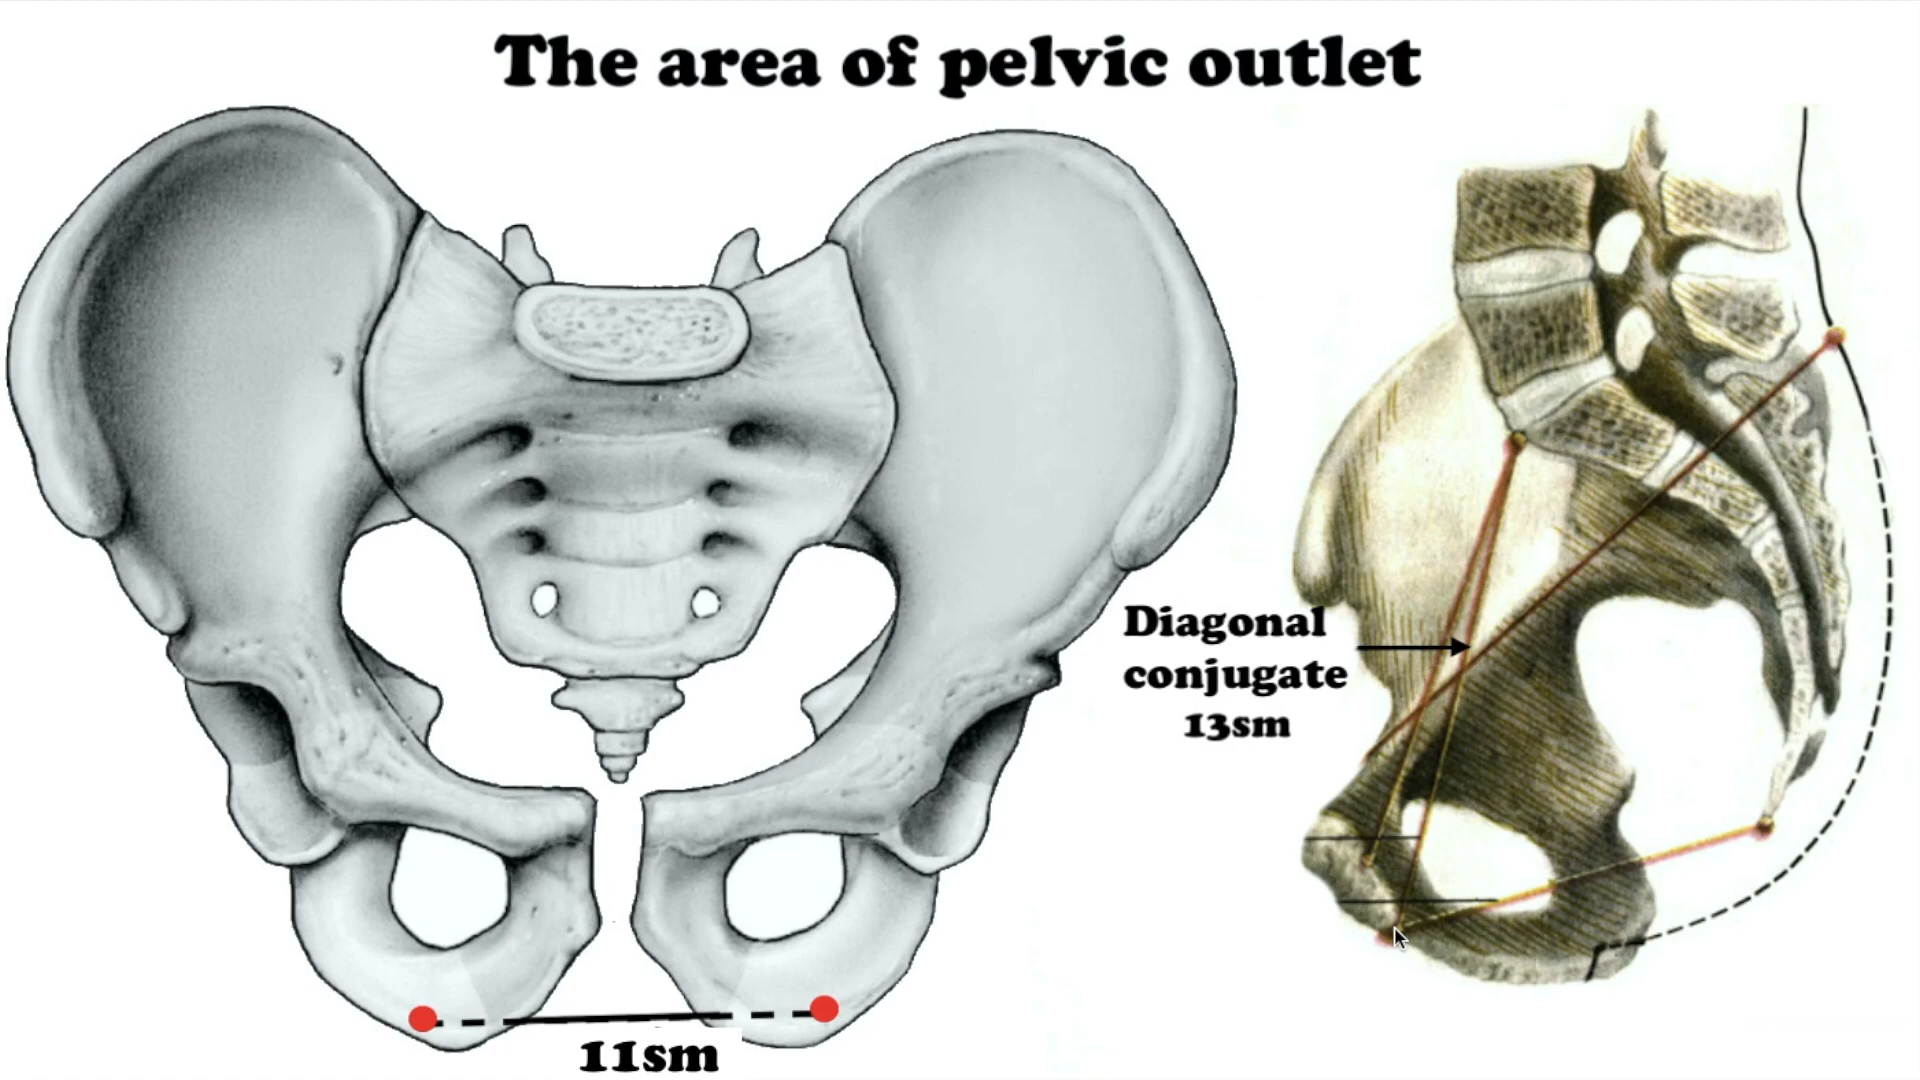 The area of pelvic outlet
Diagonal
conjugate
13sm
11sm